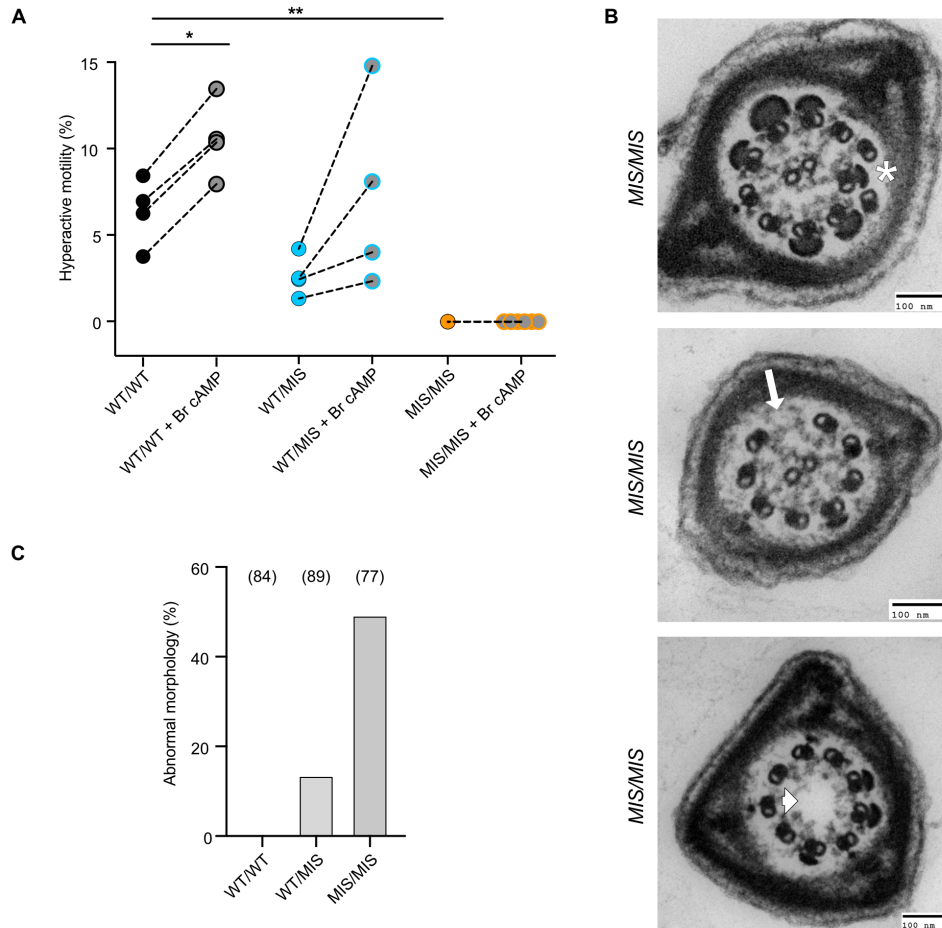 A
**
*
Hyperactive motility (%)
15
10
5
0
WT/WT
WT/WT + Br cAMP
WT/MIS
WT/MIS + Br cAMP
MIS/MIS
MIS/MIS + Br cAMP
B
MIS/MIS
*
100 nm
MIS/MIS
100 nm
MIS/MIS
100 nm
C
Abnormal morphology (%)
60
40
20
0
(84)
(89)
(77)
WT/WT
WT/MIS
MIS/MIS